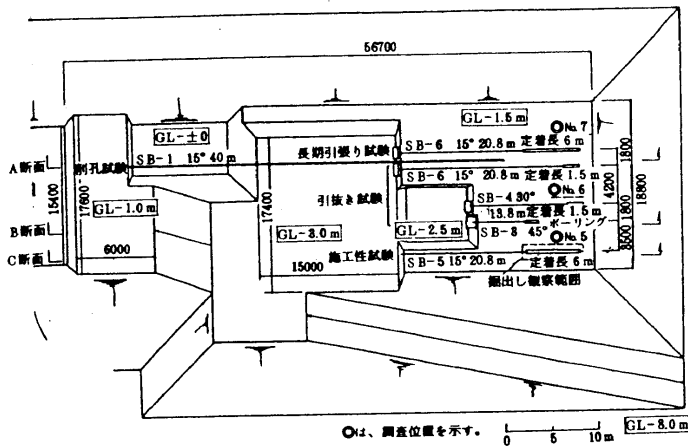 56700
GL-±0
GL-1.5 m
No. 7
長期引張り試験
SB-6 15° 20.8 m 定着長 6 m
A断面
削孔試験
SB-1 15° 40 m
SB-6 15° 20.8 m 定着長 1.5 m
1800
No. 6
15400
17600
GL-1.0 m
17400
引抜き試験
SB-4 30°
13.8 m 定着長 1.5 m
4200
18800
B断面
GL-3.0 m
GL-2.5 m
SB-8 45° ボーリング
1800
No. 5
C断面
6000
15000
施工性試験
SB-5 15° 20.8 m 定着長 6 m
8500
掘出し観察範囲
○は、調査位置を示す。
0 5 10 m
GL-8.0 m